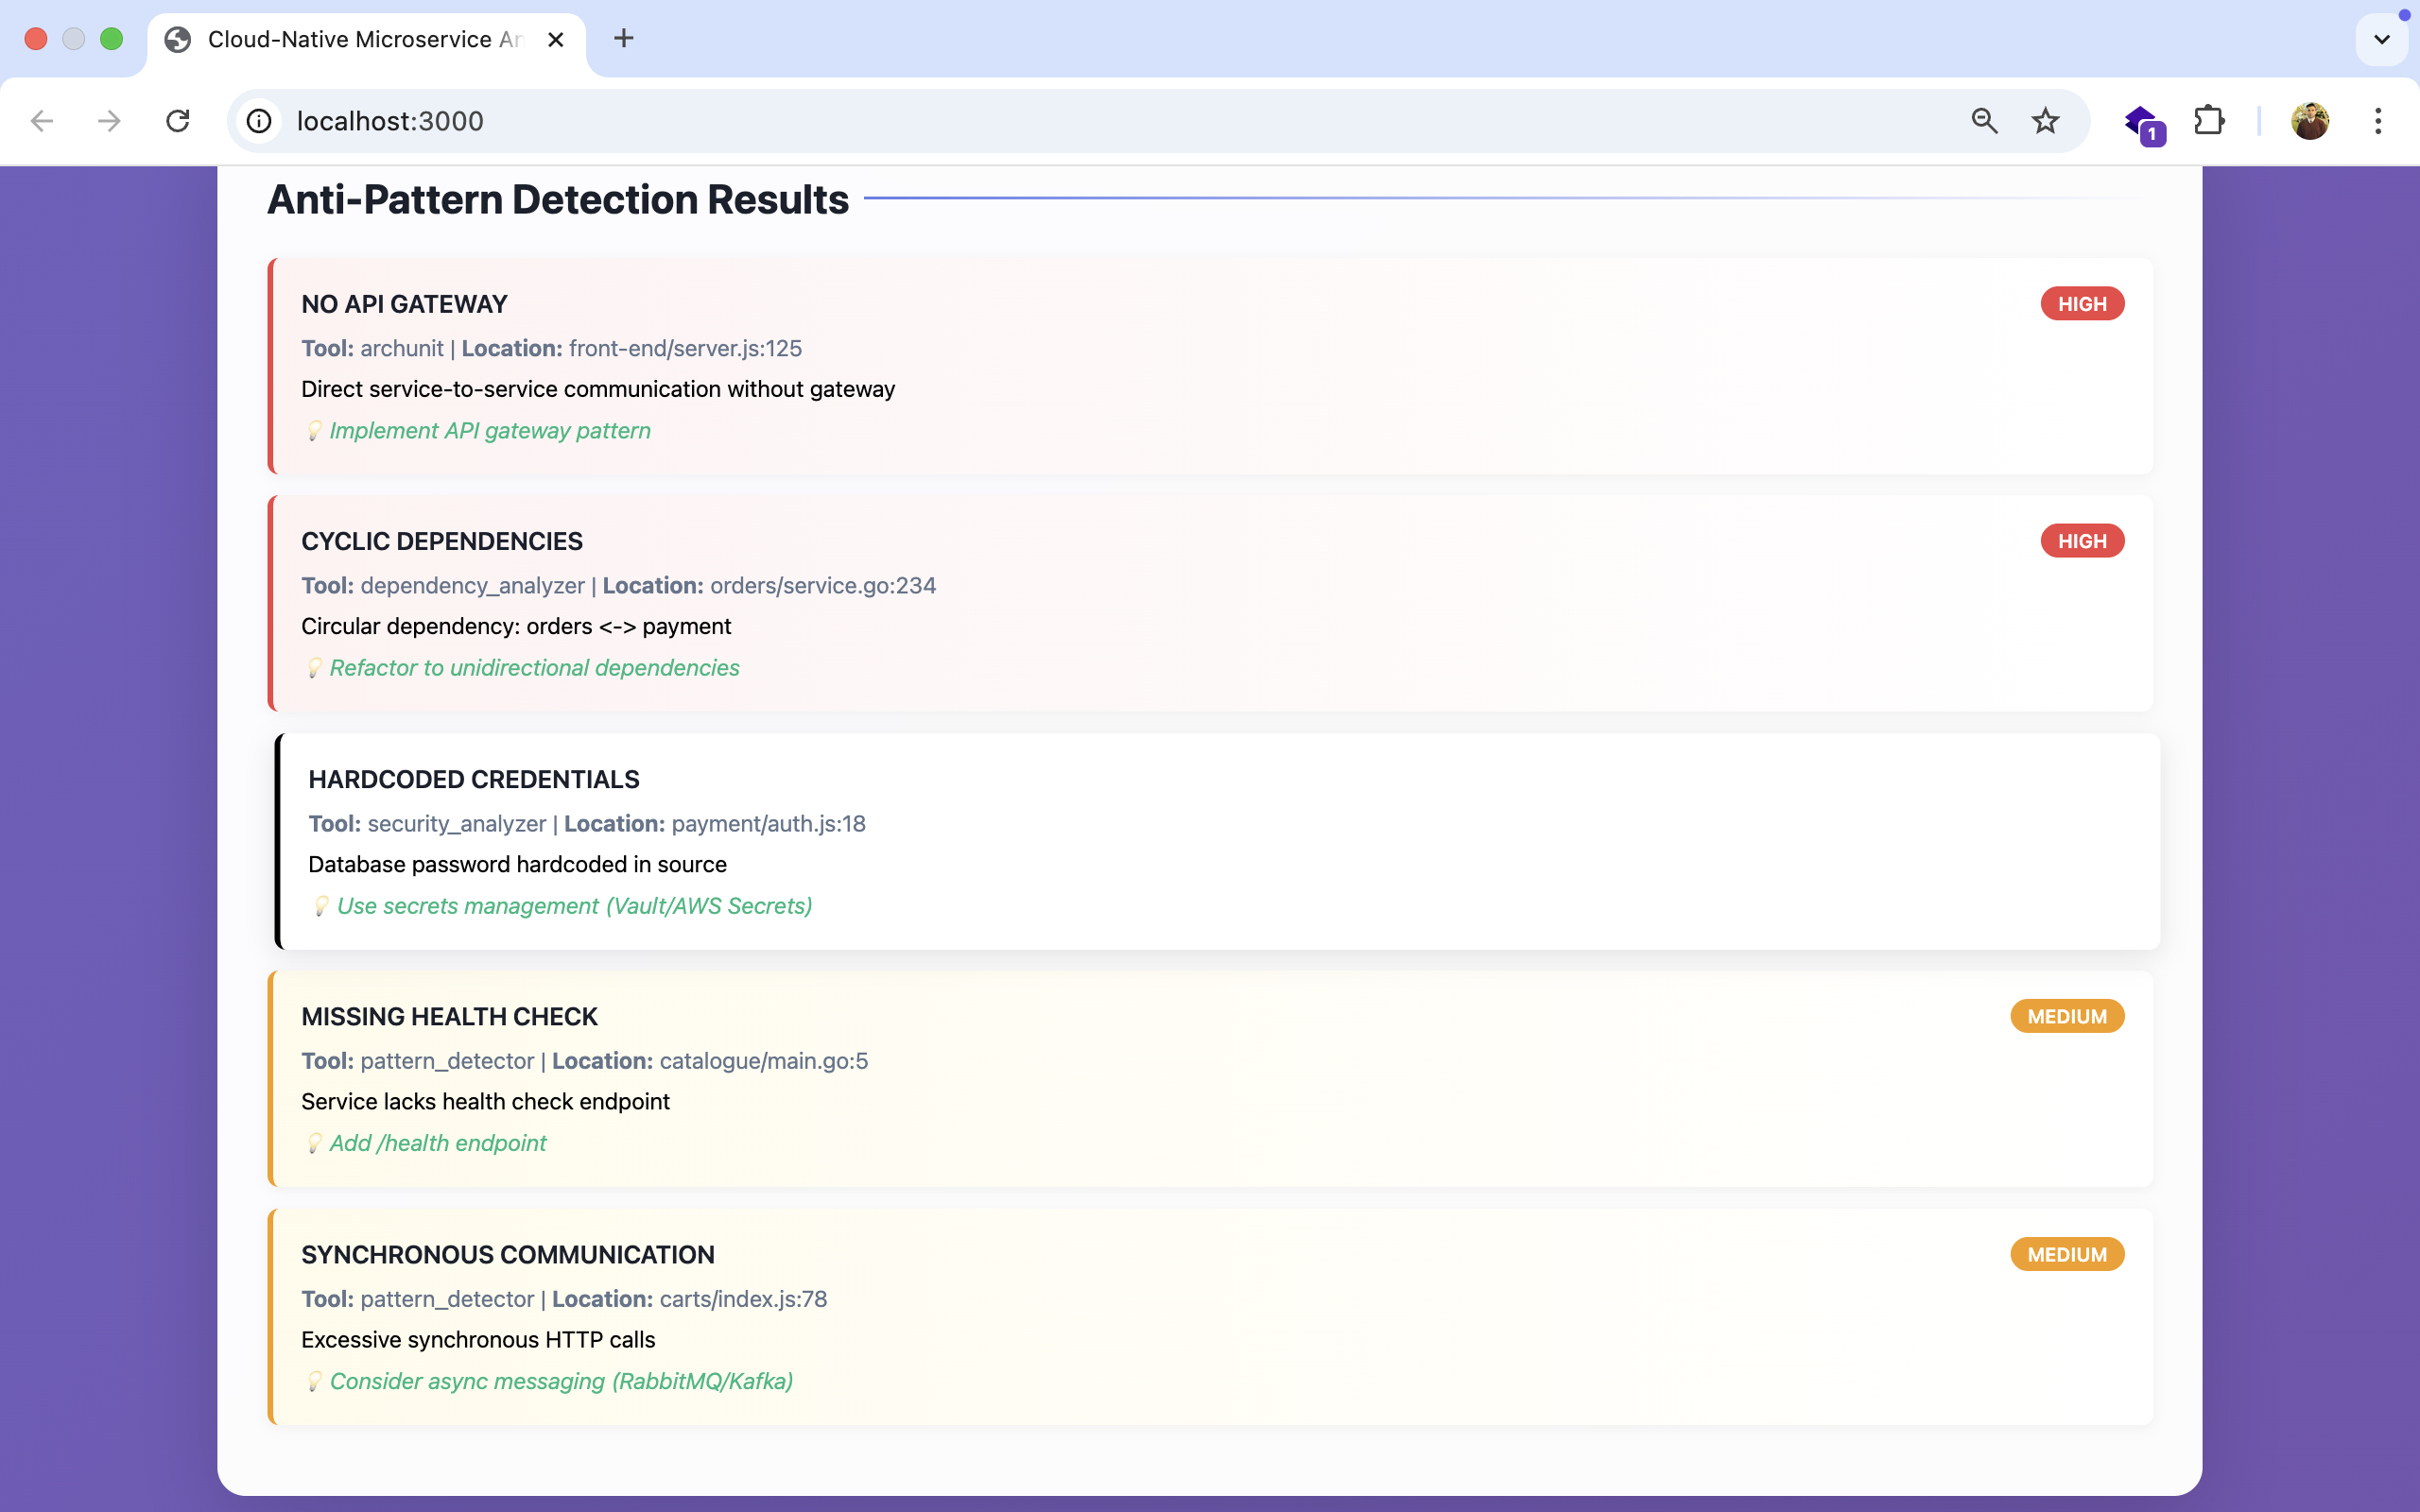 Cloud-Native Microservice An
localhost:3000
1
Anti-Pattern Detection Results
NO API GATEWAY
HIGH
Tool: archunit | Location: front-end/server.js:125
Direct service-to-service communication without gateway
Implement API gateway pattern
CYCLIC DEPENDENCIES
HIGH
Tool: dependency_analyzer | Location: orders/service.go:234
Circular dependency: orders <-> payment
Refactor to unidirectional dependencies
HARDCODED CREDENTIALS
Tool: security_analyzer | Location: payment/auth.js:18
Database password hardcoded in source
Use secrets management (Vault/AWS Secrets)
MISSING HEALTH CHECK
MEDIUM
Tool: pattern_detector | Location: catalogue/main.go:5
Service lacks health check endpoint
Add /health endpoint
SYNCHRONOUS COMMUNICATION
MEDIUM
Tool: pattern_detector | Location: carts/index.js:78
Excessive synchronous HTTP calls
Consider async messaging (RabbitMQ/Kafka)